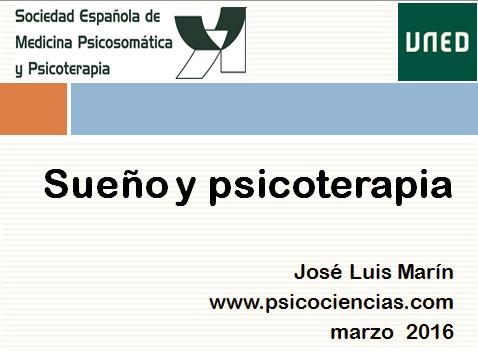 Sociedad Española de
Medicina Psicosomática
y Psicoterapia
UNED
Sueño y psicoterapia
José Luis Marín
www.psicociencias.com
marzo 2016